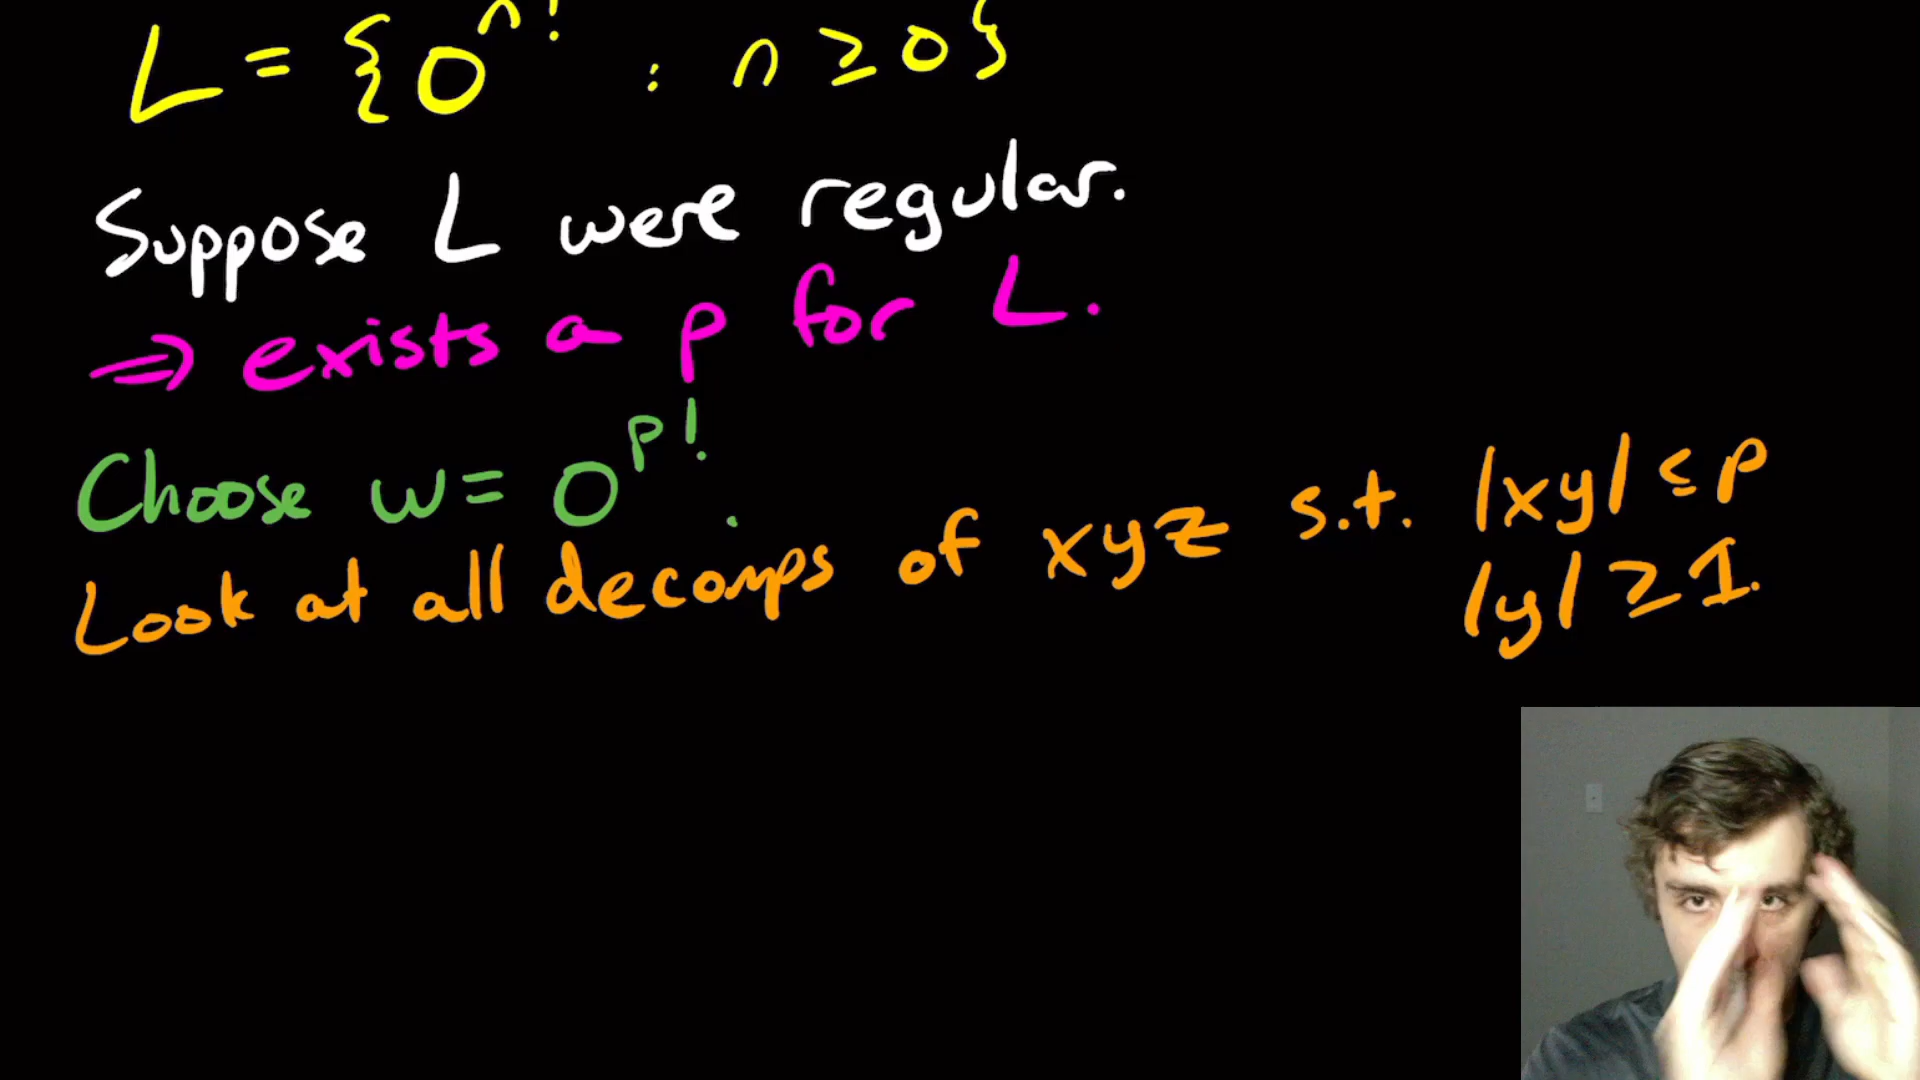 L = {0^n! : n ≥ 0}
Suppose L were regular.
⇒ exists a p for L.
Choose w = 0^p! .
Look at all decomps of xyz s.t. |xy| ≤ p
|y| ≥ 1.